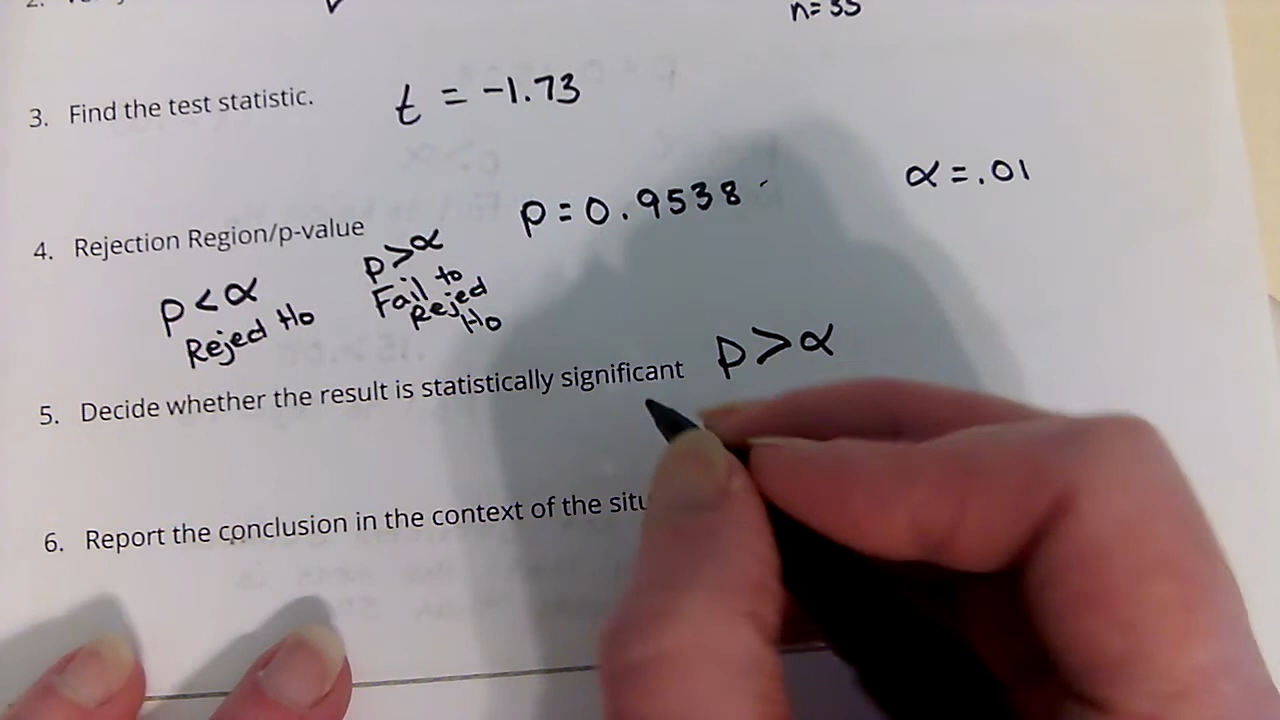 n=35
3. Find the test statistic. t = -1.73
α=.01
4. Rejection Region/p-value p=0.9538
p<α
Reject Ho
p>α
Fail to
Reject
Ho
5. Decide whether the result is statistically significant p>α
6. Report the conclusion in the context of the